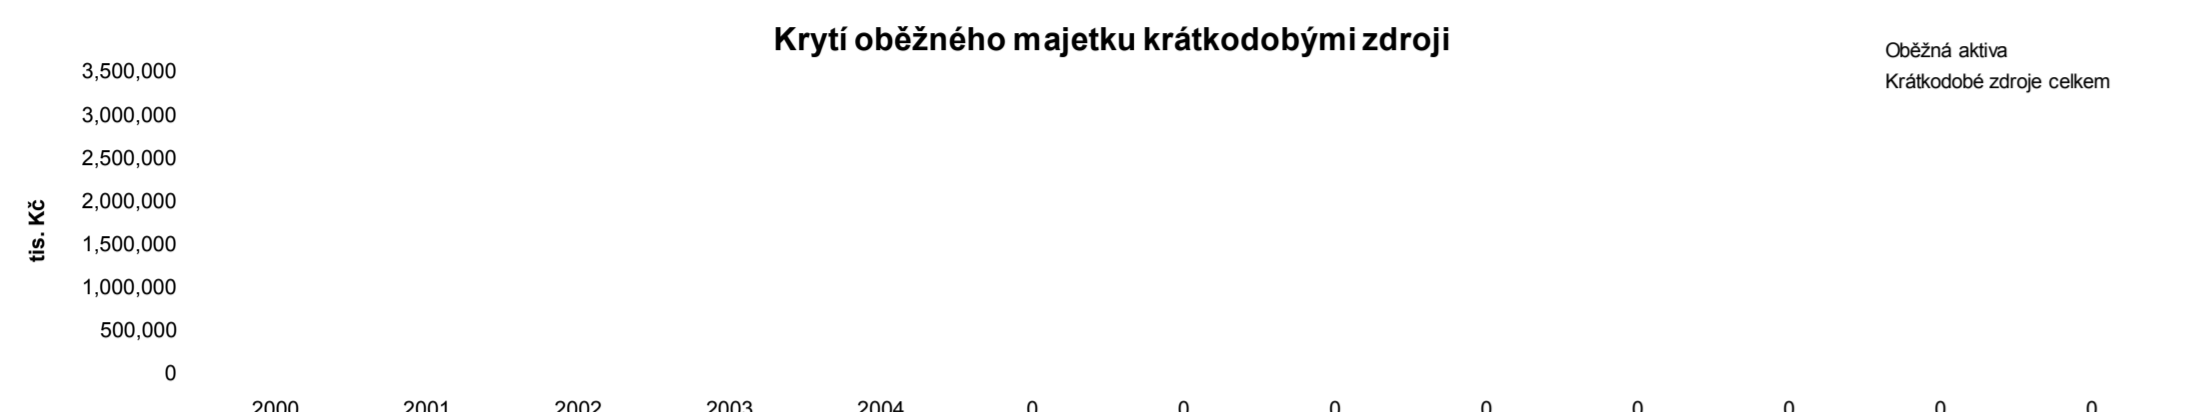 Krytí oběžného majetku krátkodobými zdroji
Oběžná aktiva
Krátkodobé zdroje celkem
3,500,000
3,000,000
2,500,000
2,000,000
1,500,000
1,000,000
500,000
0
tis. Kč
2000 2001 2002 2003 2004 0 0 0 0 0 0 0 0